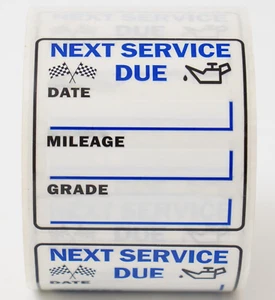 NEXT SERVICE
DUE
DATE
MILEAGE
GRADE
NEXT SERVICE
DUE